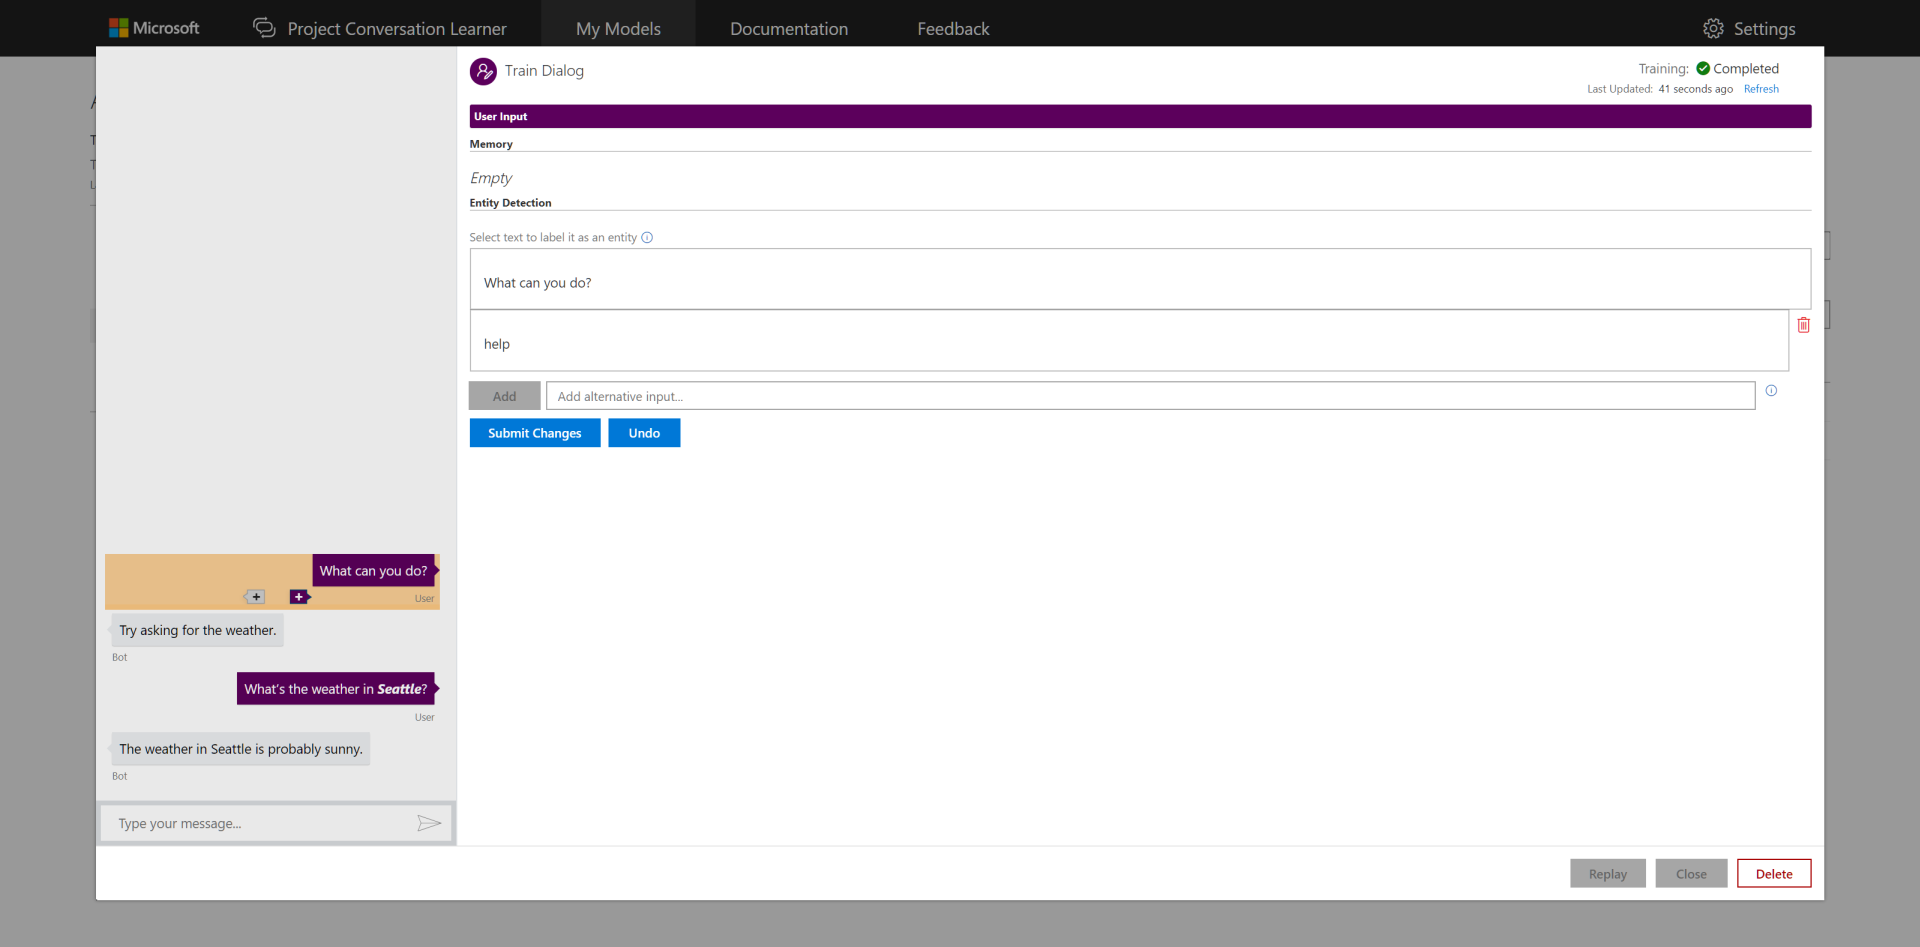 Microsoft
Project Conversation Learner
My Models
Documentation
Feedback
Settings
Train Dialog
Training: Completed
Last Updated: 41 seconds ago Refresh
User Input
Memory
Empty
Entity Detection
Select text to label it as an entity
What can you do?
help
Add
Add alternative input...
Submit Changes
Undo
What can you do?
+ +
User
Try asking for the weather.
Bot
What's the weather in Seattle?
User
The weather in Seattle is probably sunny.
Bot
Type your message...
Replay
Close
Delete